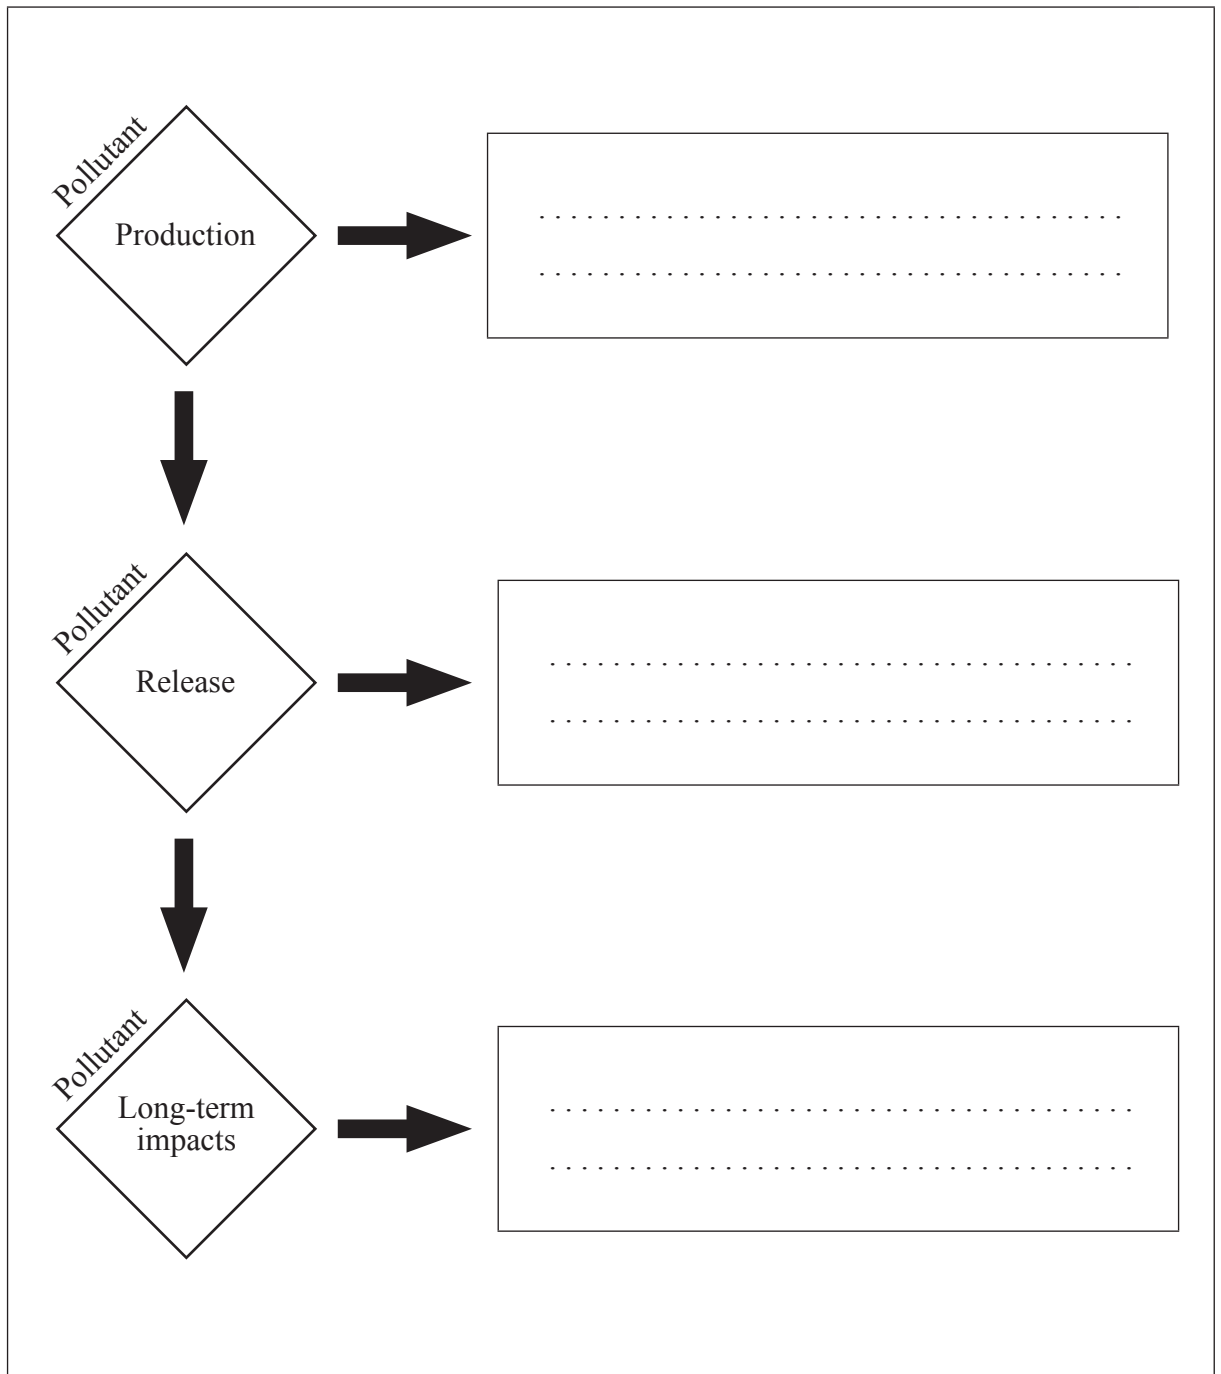 Pollutant
Production
Pollutant
Release
Pollutant
Long-term
impacts